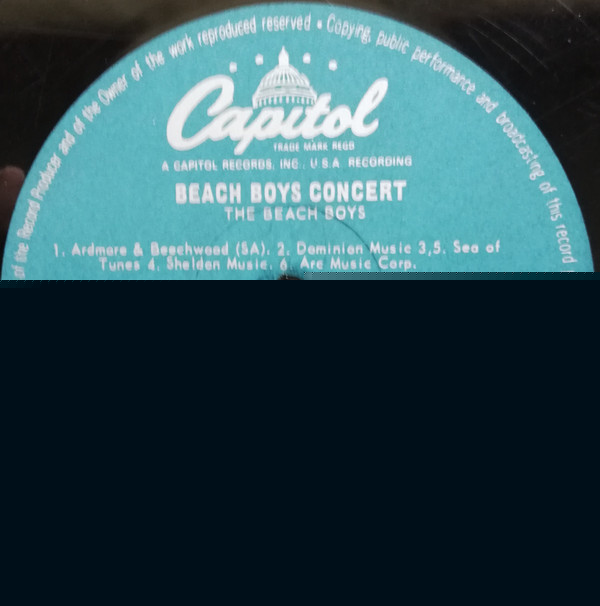 of the Record Producer and of the Owner of the work reproduced reserved • Copying, public performance and broadcasting of this record
Capitol
TRADE MARK REGD
A CAPITOL RECORDS, INC. U.S.A. RECORDING
BEACH BOYS CONCERT
THE BEACH BOYS
1. Ardmore & Beechwood (SA). 2. Dominion Music 3,5. Sea of
Tunes 4. Sheldon Music. 6. Arc Music Corp.